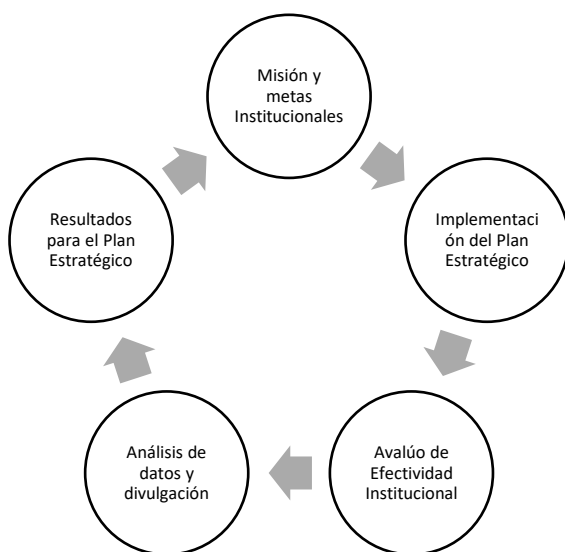 Misión y
metas
Institucionales
Implementaci
ón del Plan
Estratégico
Avalúo de
Efectividad
Institucional
Análisis de
datos y
divulgación
Resultados
para el Plan
Estratégico